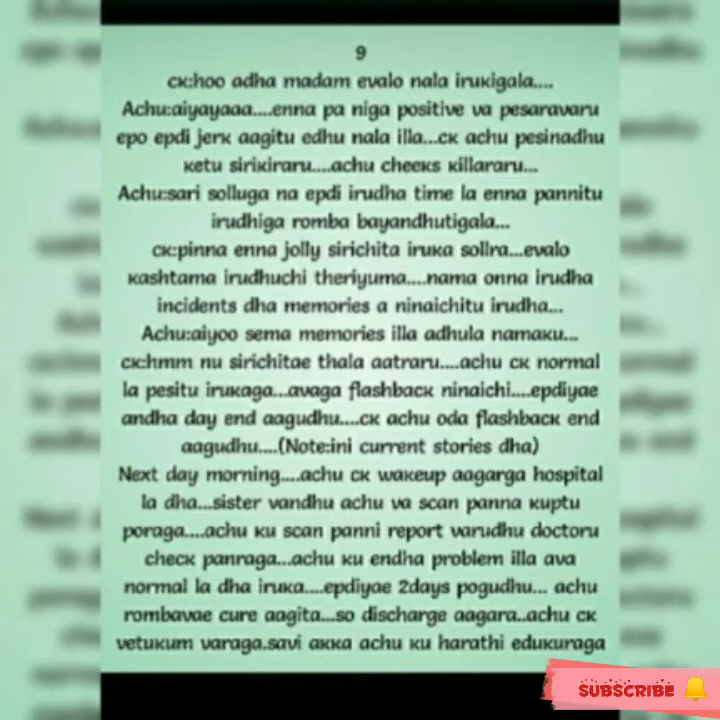 9
ck:hoo adha madam evalo nala irukigala....
Achu:aiyayaaa....enna pa niga positive va pesaravaru
epo epdi jerk aagitu edhu nala illa...ck achu pesinadhu
ketu sirikiraru....achu cheeks killararu...
Achu:sari solluga na epdi irudha time la enna pannitu
irudhiga romba bayandhutigala...
ck:pinna enna jolly sirichita iruka sollra...evalo
kashtama irudhuchi theriyuma....nama onna irudha
incidents dha memories a ninaichitu irudha...
Achu:aiyoo sema memories illa adhula namaku...
ck:hmm nu sirichitae thala aatraru....achu ck normal
la pesitu irukaga...avaga flashback ninaichi....epdiyae
andha day end aagudhu....ck achu oda flashback end
aagudhu....(Note:ini current stories dha)
Next day morning....achu ck wakeup aagarga hospital
la dha...sister vandhu achu va scan panna kuptu
poraga....achu ku scan panni report varudhu doctoru
check panraga...achu ku endha problem illa ava
normal la dha iruka....epdiyae 2days pogudhu... achu
rombavae cure aagita...so discharge aagara..achu ck
vetukum varaga.savi akka achu ku harathi edukuraga
SUBSCRIBE